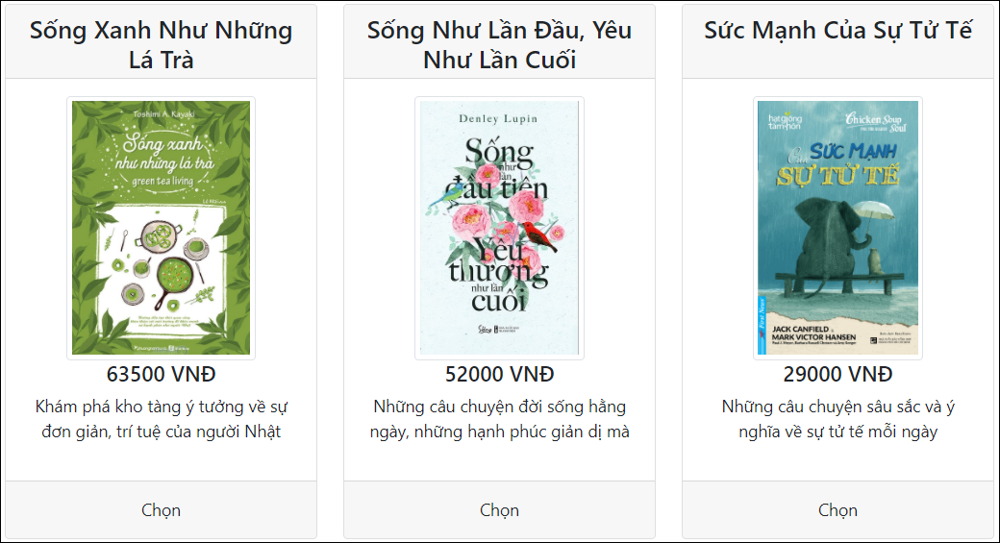 Sống Xanh Như Những
Lá Trà
Toshimi A. Kayaki
Sống xanh
như những lá trà
green tea living
63500 VNĐ
Khám phá kho tàng ý tưởng về sự
đơn giản, trí tuệ của người Nhật
Chọn
Sống Như Lần Đầu, Yêu
Như Lần Cuối
Denley Lupin
Sống
như lần
đầu tiên
Yêu
thương
như lần
cuối
52000 VNĐ
Những câu chuyện đời sống hằng
ngày, những hạnh phúc giản dị mà
Chọn
Sức Mạnh Của Sự Tử Tế
hạt giống
tâm hồn
Chicken Soup
Soul
SỨC MẠNH
Của
SỰ TỬ TẾ
First News
JACK CANFIELD &
MARK VICTOR HANSEN
29000 VNĐ
Những câu chuyện sâu sắc và ý
nghĩa về sự tử tế mỗi ngày
Chọn